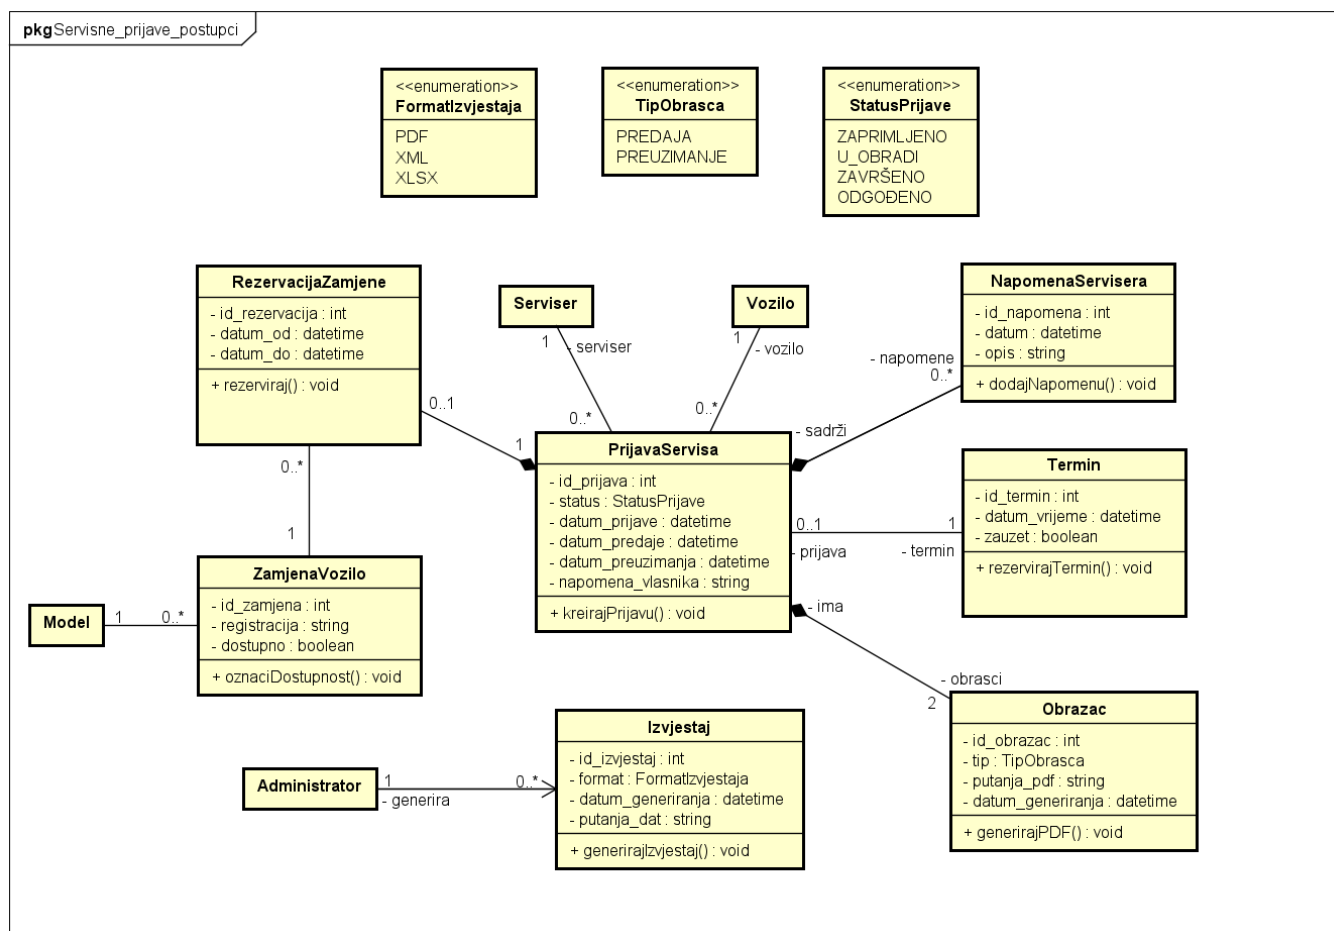 pkg Servisne_prijave_postupci
<<enumeration>>
FormatIzvjestaja
PDF
XML
XLSX
<<enumeration>>
TipObrasca
PREDAJA
PREUZIMANJE
<<enumeration>>
StatusPrijave
ZAPRIMLJENO
U_OBRADI
ZAVRŠENO
ODGOĐENO
RezervacijaZamjene
- id_rezervacija : int
- datum_od : datetime
- datum_do : datetime
+ rezerviraj() : void
Serviser
1
- serviser
0..*
Vozilo
1
- vozilo
0..*
NapomenaServisera
- id_napomena : int
- datum : datetime
- opis : string
+ dodajNapomenu() : void
- napomene
0..*
- sadrži
0..1
1
PrijavaServisa
- id_prijava : int
- status : StatusPrijave
- datum_prijave : datetime
- datum_predaje : datetime
- datum_preuzimanja : datetime
- napomena_vlasnika : string
+ kreirajPrijavu() : void
Termin
- id_termin : int
- datum_vrijeme : datetime
- zauzet : boolean
+ rezervirajTermin() : void
0..1
1
- prijava
- termin
0..*
1
ZamjenaVozilo
- id_zamjena : int
- registracija : string
- dostupno : boolean
+ oznaciDostupnost() : void
Model
1
0..*
- ima
- obrasci
2
Obrazac
- id_obrazac : int
- tip : TipObrasca
- putanja_pdf : string
- datum_generiranja : datetime
+ generirajPDF() : void
Administrator
1
- generira
0..*
Izvjestaj
- id_izvjestaj : int
- format : FormatIzvjestaja
- datum_generiranja : datetime
- putanja_dat : string
+ generirajIzvjestaj() : void